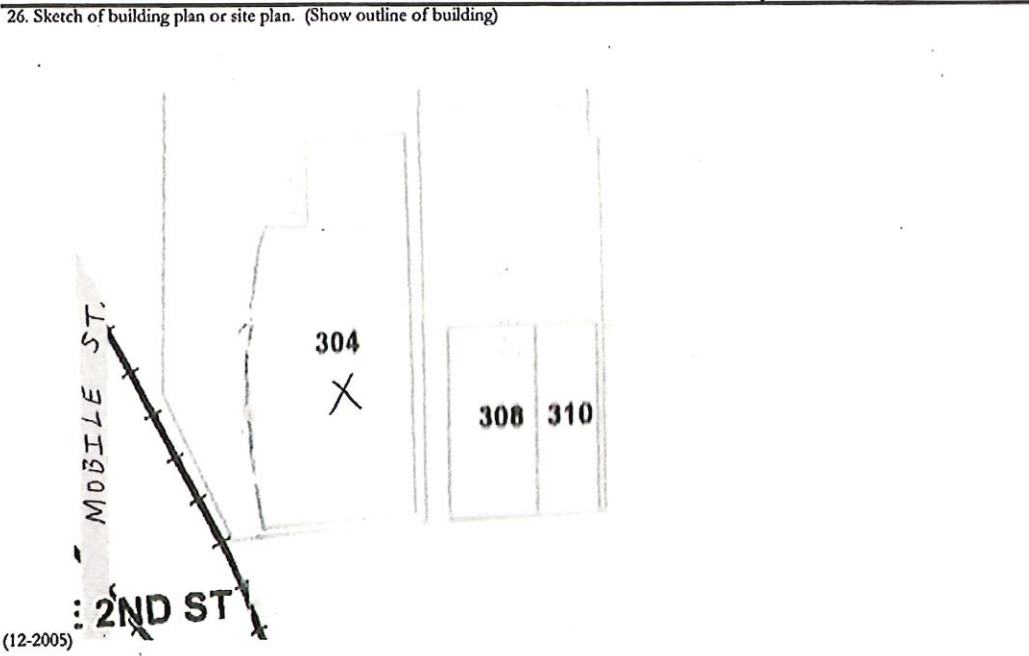 26. Sketch of building plan or site plan. (Show outline of building)
304
X
308 310
MOBILE ST.
2ND ST
(12-2005)